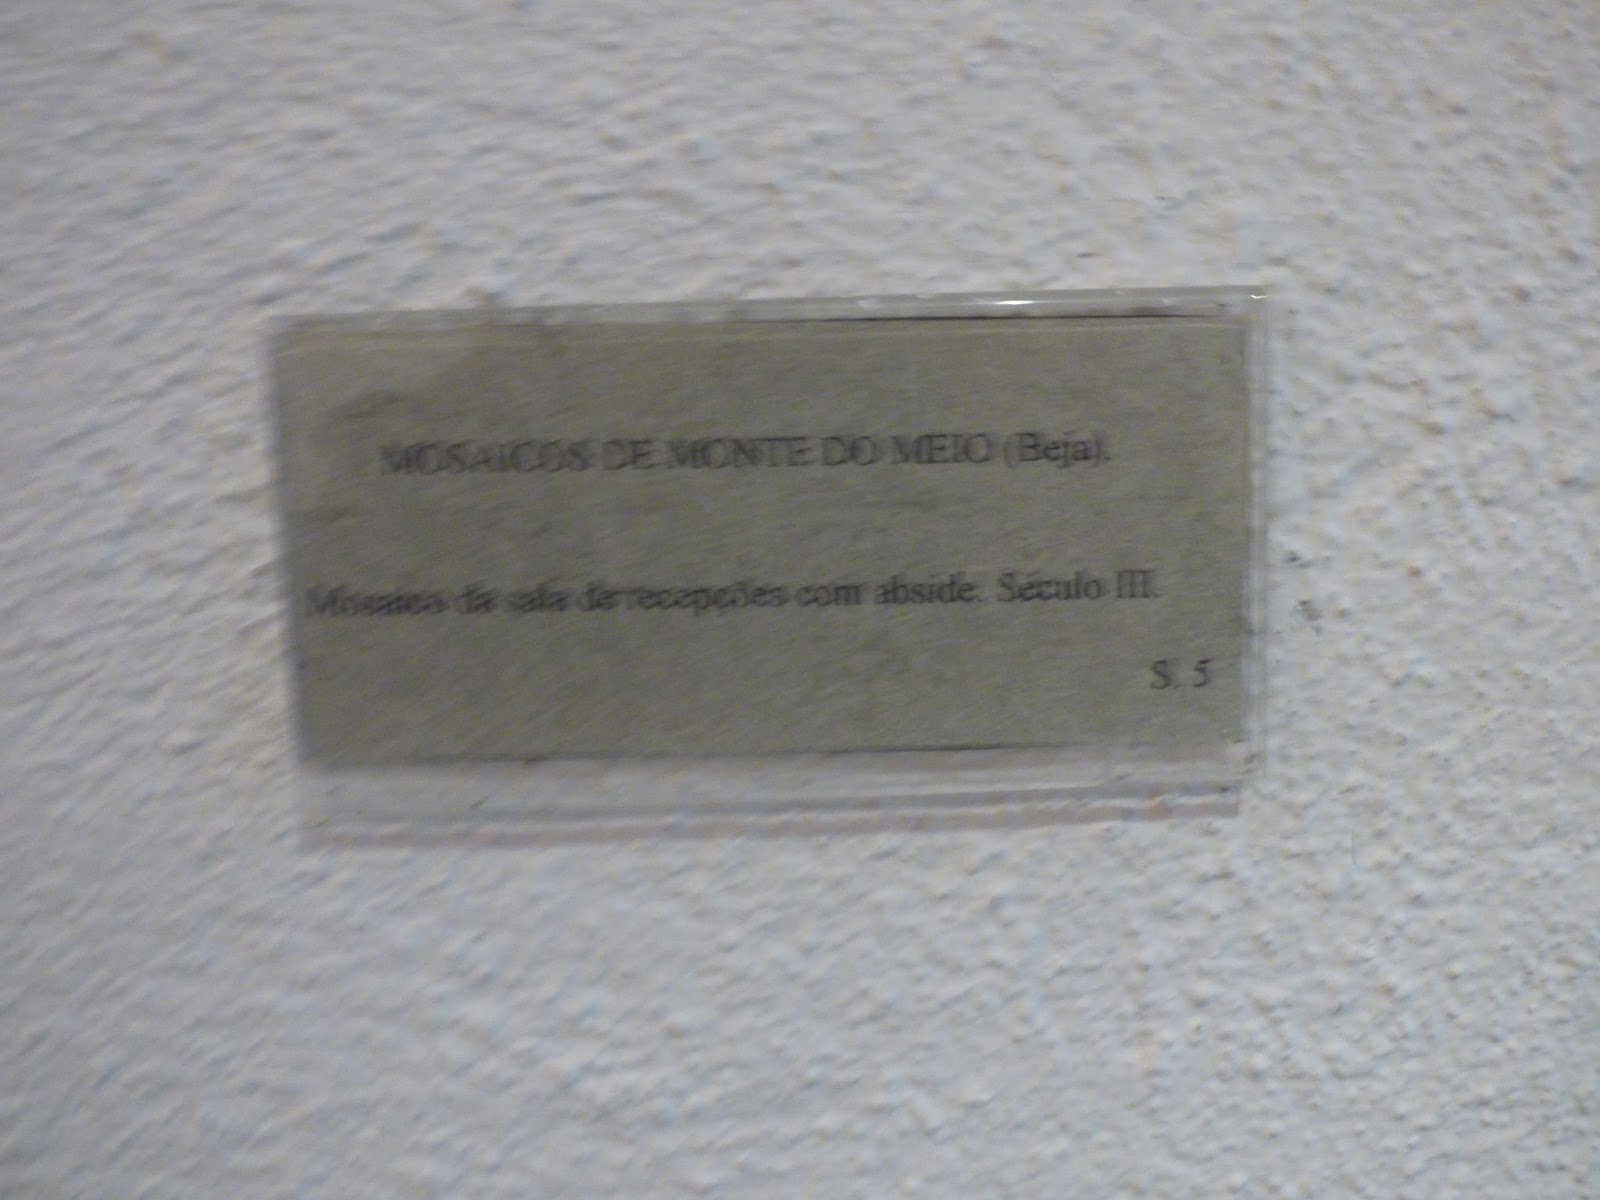 MOSAICOS DE MONTE DO MEIO (Beja).
Mosaico da sala de recepções com abside. Século III.
S. 5